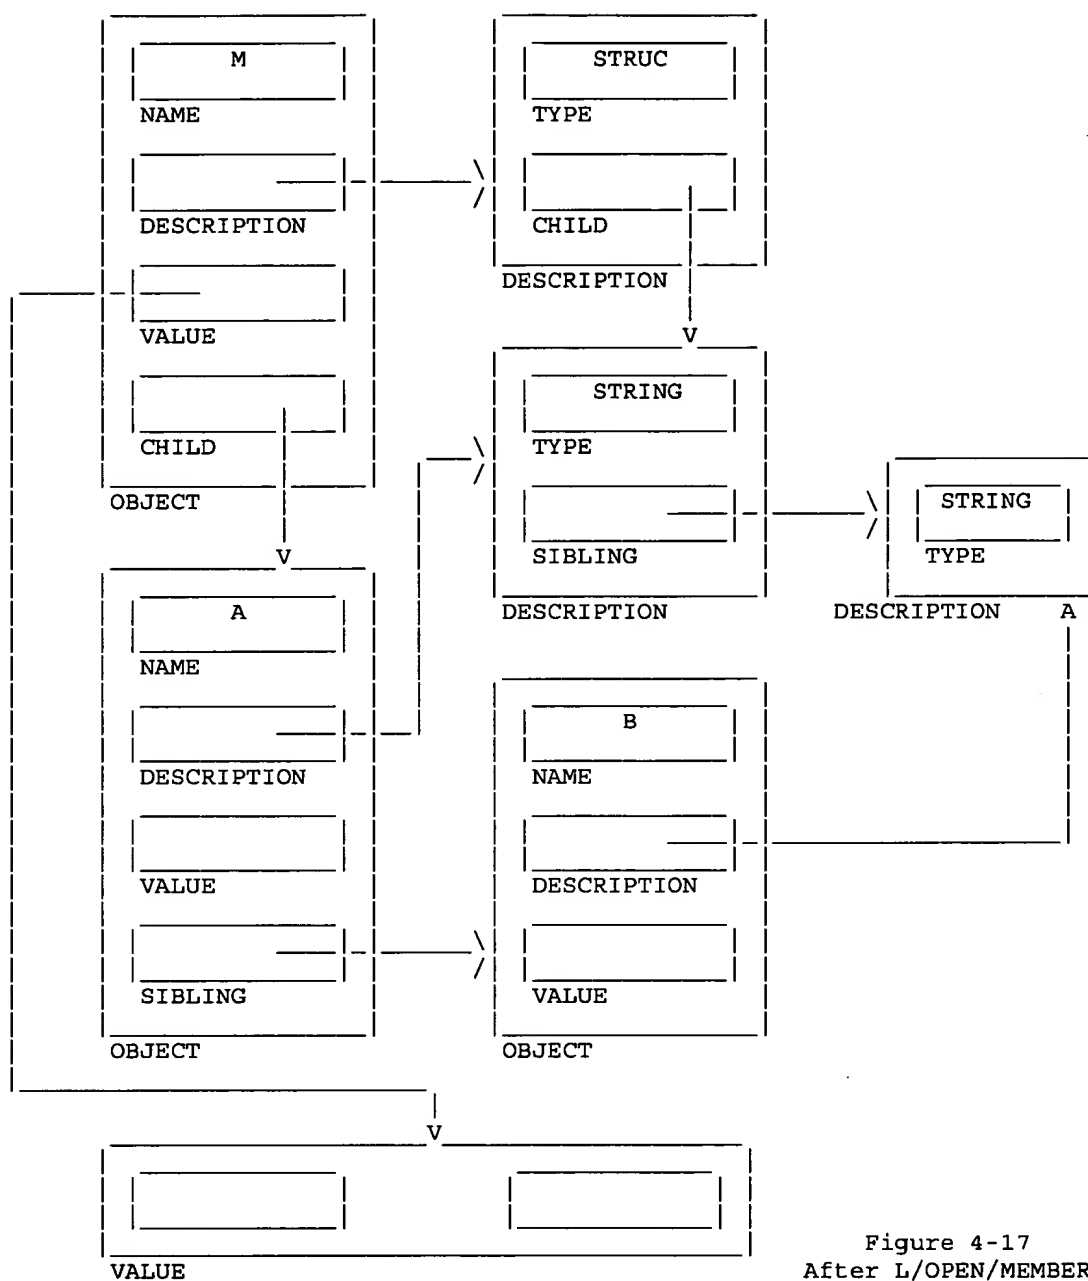 M STRUC
NAME TYPE
DESCRIPTION CHILD
DESCRIPTION
VALUE V
STRING
CHILD TYPE
OBJECT STRING
V SIBLING TYPE
A DESCRIPTION DESCRIPTION A
NAME
B
DESCRIPTION NAME
VALUE DESCRIPTION
SIBLING VALUE
OBJECT OBJECT
V
VALUE
Figure 4-17
After L/OPEN/MEMBER